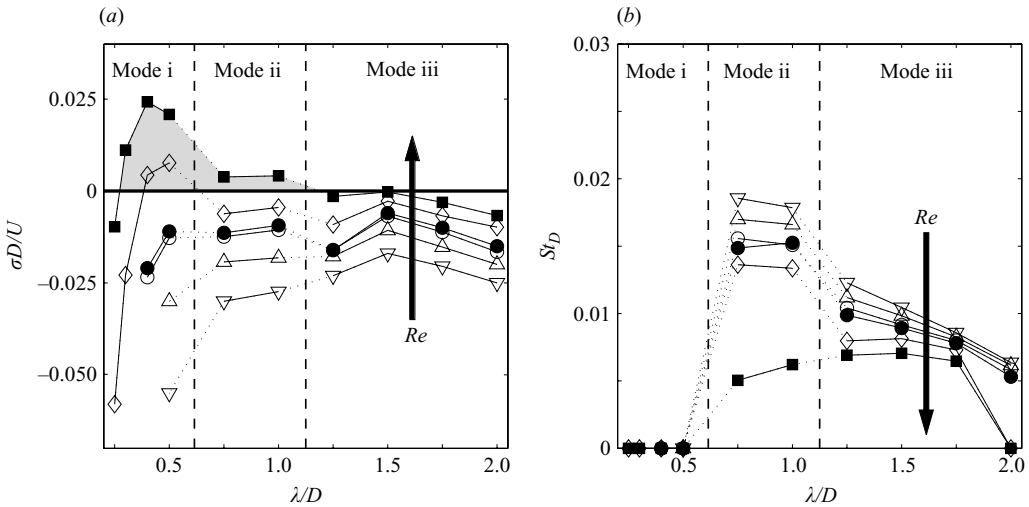 (a)
Mode i Mode ii Mode iii
0.025
0
−0.025
−0.050
σD/U
Re
0.5 1.0 1.5 2.0
λ/D
(b)
Mode i Mode ii Mode iii
0.03
0.02
0.01
0
St_D
Re
0.5 1.0 1.5 2.0
λ/D